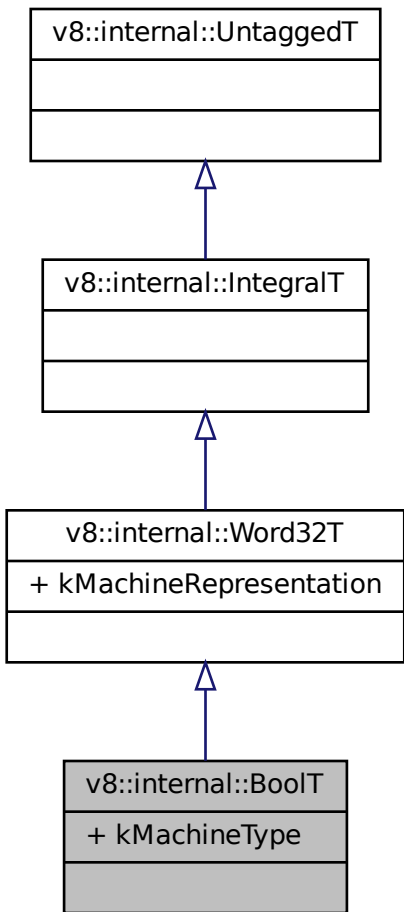 v8::internal::UntaggedT
v8::internal::IntegralT
v8::internal::Word32T
+ kMachineRepresentation
v8::internal::BoolT
+ kMachineType